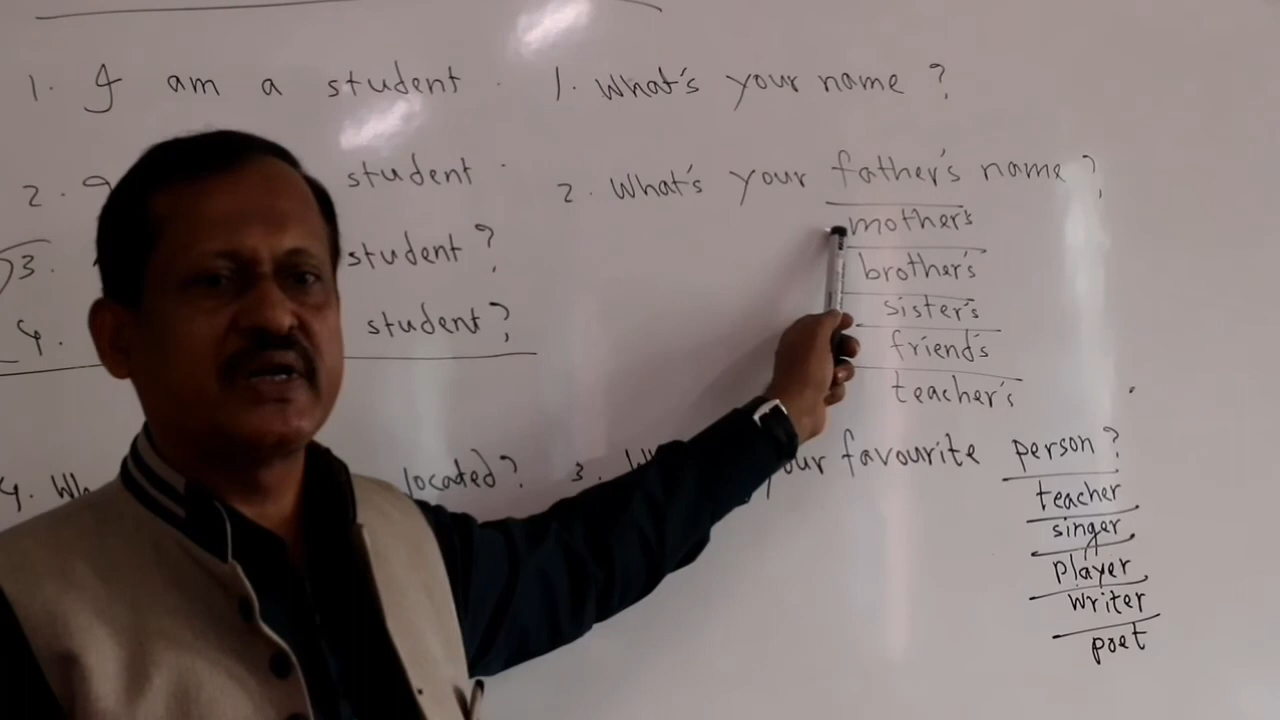 1. I am a student.
2. student.
3. student?
4. student?
1. What's your name?
2. What's your father's name?
mother's
brother's
sister's
friend's
teacher's
4. Wh located?
3. your favourite person?
teacher
singer
player
writer
poet